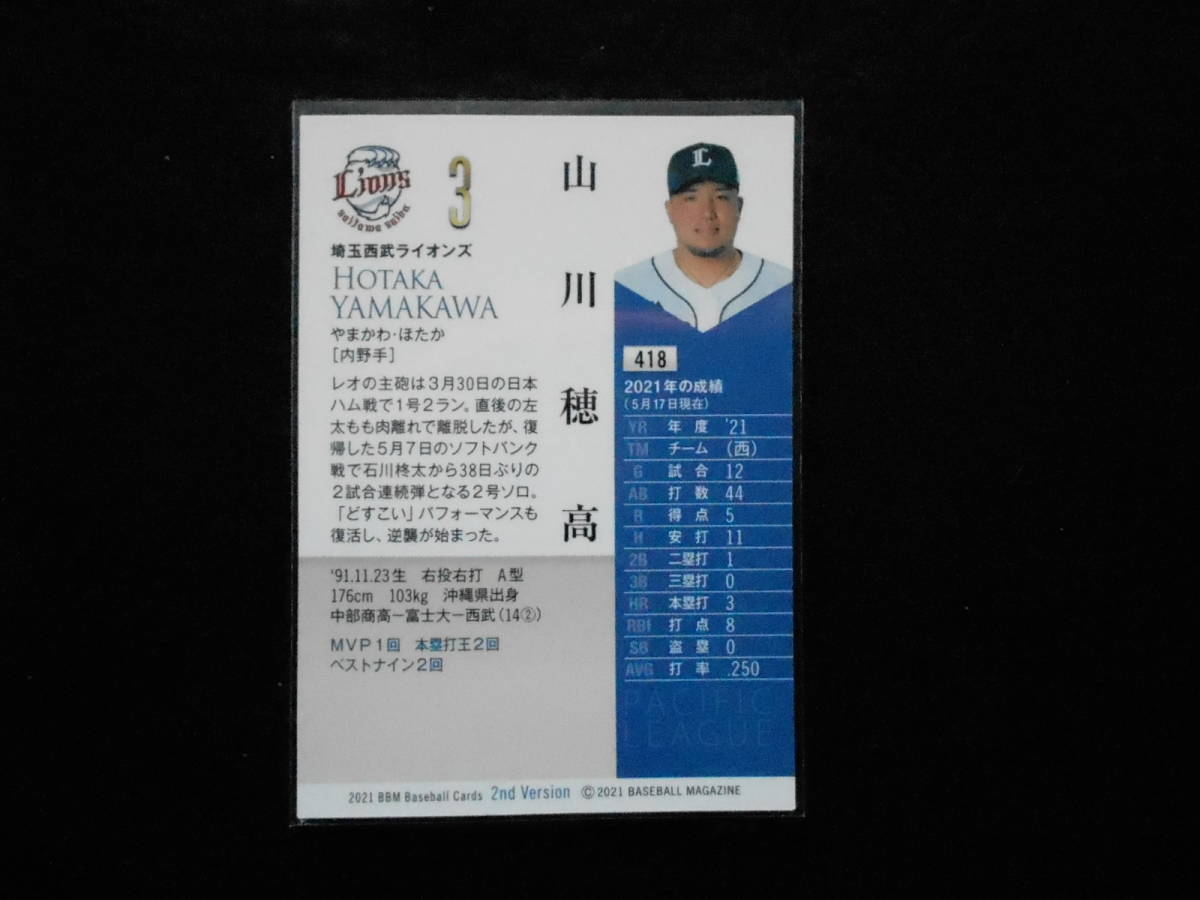 Lions
saitama seibu
3
埼玉西武ライオンズ
HOTAKA
YAMAKAWA
やまかわ・ほたか
[内野手]
山川穂高
レオの主砲は3月30日の日本
ハム戦で1号2ラン。直後の左
太もも肉離れで離脱したが、復
帰した5月7日のソフトバンク
戦で石川柊太から38日ぶりの
2試合連続弾となる2号ソロ。
「どすこい」パフォーマンスも
復活し、逆襲が始まった。
'91.11.23生 右投右打 A型
176cm 103kg 沖縄県出身
中部商高ー富士大ー西武(14②)
MVP1回 本塁打王2回
ベストナイン2回
L
418
2021年の成績
(5月17日現在)
YR 年度 '21
TM チーム (西)
G 試合 12
AB 打数 44
R 得点 5
H 安打 11
2B 二塁打 1
3B 三塁打 0
HR 本塁打 3
RBI 打点 8
SB 盗塁 0
AVG 打率 .250
PACIFIC
LEAGUE
2021 BBM Baseball Cards 2nd Version ©2021 BASEBALL MAGAZINE